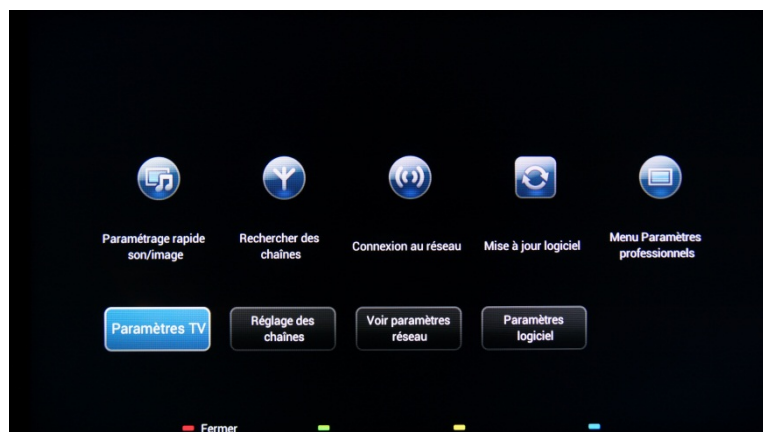 Paramétrage rapide
son/image
Rechercher des
chaînes
Connexion au réseau
Mise à jour logiciel
Menu Paramètres
professionnels
Paramètres TV
Réglage des
chaînes
Voir paramètres
réseau
Paramètres
logiciel
Fermer